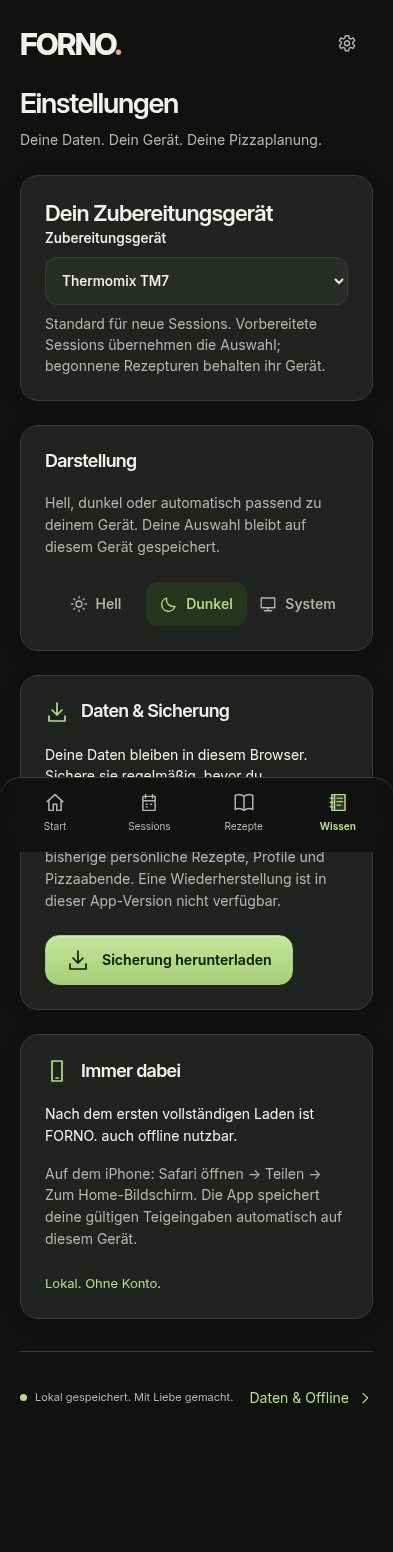 FORNO.
Einstellungen
Deine Daten. Dein Gerät. Deine Pizzaplanung.
Dein Zubereitungsgerät
Zubereitungsgerät
Thermomix TM7
Standard für neue Sessions. Vorbereitete
Sessions übernehmen die Auswahl;
begonnene Rezepturen behalten ihr Gerät.
Darstellung
Hell, dunkel oder automatisch passend zu
deinem Gerät. Deine Auswahl bleibt auf
diesem Gerät gespeichert.
Hell
Dunkel
System
Daten & Sicherung
Deine Daten bleiben in diesem Browser.
Sichere sie regelmäßig, bevor du
Start
Sessions
Rezepte
Wissen
bisherige persönliche Rezepte, Profile und
Pizzaabende. Eine Wiederherstellung ist in
dieser App-Version nicht verfügbar.
Sicherung herunterladen
Immer dabei
Nach dem ersten vollständigen Laden ist
FORNO. auch offline nutzbar.
Auf dem iPhone: Safari öffnen → Teilen →
Zum Home-Bildschirm. Die App speichert
deine gültigen Teigeingaben automatisch auf
diesem Gerät.
Lokal. Ohne Konto.
Lokal gespeichert. Mit Liebe gemacht.
Daten & Offline